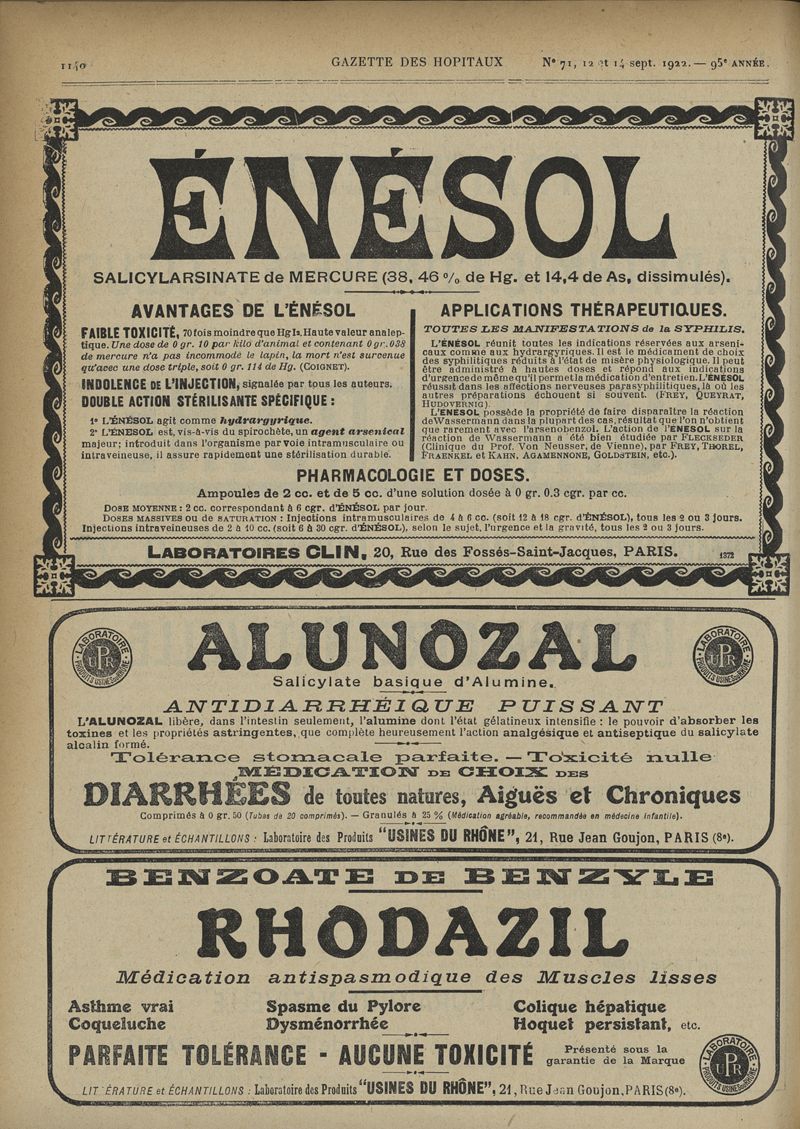 1140 GAZETTE DES HOPITAUX N° 71, 12 et 14 sept. 1922. — 95e ANNÉE.
ÉNÉSOL
SALICYLARSINATE de MERCURE (38, 46 % de Hg. et 14,4 de As, dissimulés).
AVANTAGES DE L'ÉNÉSOL
FAIBLE TOXICITÉ, 70 fois moindre que HgI2, Haute valeur analep-
tique. Une dose de 0 gr. 10 par kilo d'animal et contenant 0 gr. 038
de mercure n'a pas incommodé le lapin, la mort n'est survenue
qu'avec une dose triple, soit 0 gr. 114 de Hg. (COIGNET).
INDOLENCE DE L'INJECTION, signalée par tous les auteurs.
DOUBLE ACTION STÉRILISANTE SPÉCIFIQUE :
1° L'ÉNÉSOL agit comme hydrargyrique.
2° L'ÉNÉSOL est, vis-à-vis du spirochète, un agent arsenical
majeur; introduit dans l'organisme par voie intramusculaire ou
intraveineuse, il assure rapidement une stérilisation durable.
APPLICATIONS THÉRAPEUTIQUES.
TOUTES LES MANIFESTATIONS de la SYPHILIS.
L'ÉNÉSOL réunit toutes les indications réservées aux arseni-
caux comme aux hydrargyriques. Il est le médicament de choix
des syphilitiques réduits à l'état de misère physiologique. Il peut
être administré à hautes doses et répond aux indications
d'urgence de même qu'il permet la médication d'entretien. L'ÉNÉSOL
réussit dans les affections nerveuses parasyphilitiques, là où les
autres préparations échouent si souvent. (FREY, QUEYRAT,
HUDOVERNIG).
L'ÉNÉSOL possède la propriété de faire disparaître la réaction
de Wassermann dans la plupart des cas, résultat que l'on n'obtient
que rarement avec l'arsenobenzol. L'action de l'ÉNÉSOL sur la
réaction de Wassermann a été bien étudiée par FLECKSEDER
(Clinique du Prof. Von Neusser, de Vienne), par FREY, THOREL,
FRAENKEL et KAHN, AGAMENNONE, GOLDSTEIN, etc.).
PHARMACOLOGIE ET DOSES.
Ampoules de 2 cc. et de 5 cc. d'une solution dosée à 0 gr. 0.3 cgr. par cc.
DOSE MOYENNE : 2 cc. correspondant à 6 cgr. d'ÉNÉSOL par jour.
DOSES MASSIVES OU DE SATURATION : Injections intramusculaires de 4 à 6 cc. (soit 12 à 18 cgr. d'ÉNÉSOL), tous les 2 ou 3 jours.
Injections intraveineuses de 2 à 10 cc. (soit 6 à 30 cgr. d'ÉNÉSOL), selon le sujet, l'urgence et la gravité, tous les 2 ou 3 jours.
LABORATOIRES CLIN, 20, Rue des Fossés-Saint-Jacques, PARIS. 1372
LABORATOIRE
UPR
PRODUITS USINES DU RHÔNE
ALUNOZAL
LABORATOIRE
UPR
PRODUITS USINES DU RHÔNE
Salicylate basique d'Alumine.
ANTIDIARRHÉIQUE PUISSANT
L'ALUNOZAL libère, dans l'intestin seulement, l'alumine dont l'état gélatineux intensifie : le pouvoir d'absorber les
toxines et les propriétés astringentes, que complète heureusement l'action analgésique et antiseptique du salicylate
alcalin formé.
Tolérance stomacale parfaite. — Toxicité nulle
MÉDICATION DE CHOIX DES
DIARRHÉES de toutes natures, Aiguës et Chroniques
Comprimés à 0 gr. 50 (Tubes de 20 comprimés). — Granulés à 25 % (Médication agréable, recommandée en médecine infantile).
LITTÉRATURE et ÉCHANTILLONS : Laboratoire des Produits "USINES DU RHÔNE", 21, Rue Jean Goujon, PARIS (8e).
BENZOATE DE BENZYLE
RHODAZIL
Médication antispasmodique des Muscles lisses
Asthme vrai Spasme du Pylore Colique hépatique
Coqueluche Dysménorrhée Hoquet persistant, etc.
PARFAITE TOLÉRANCE - AUCUNE TOXICITÉ Présenté sous la
garantie de la Marque
LABORATOIRE
UPR
PRODUITS USINES DU RHÔNE
LITTÉRATURE et ÉCHANTILLONS : Laboratoire des Produits "USINES DU RHÔNE", 21, Rue Jean Goujon, PARIS (8e).